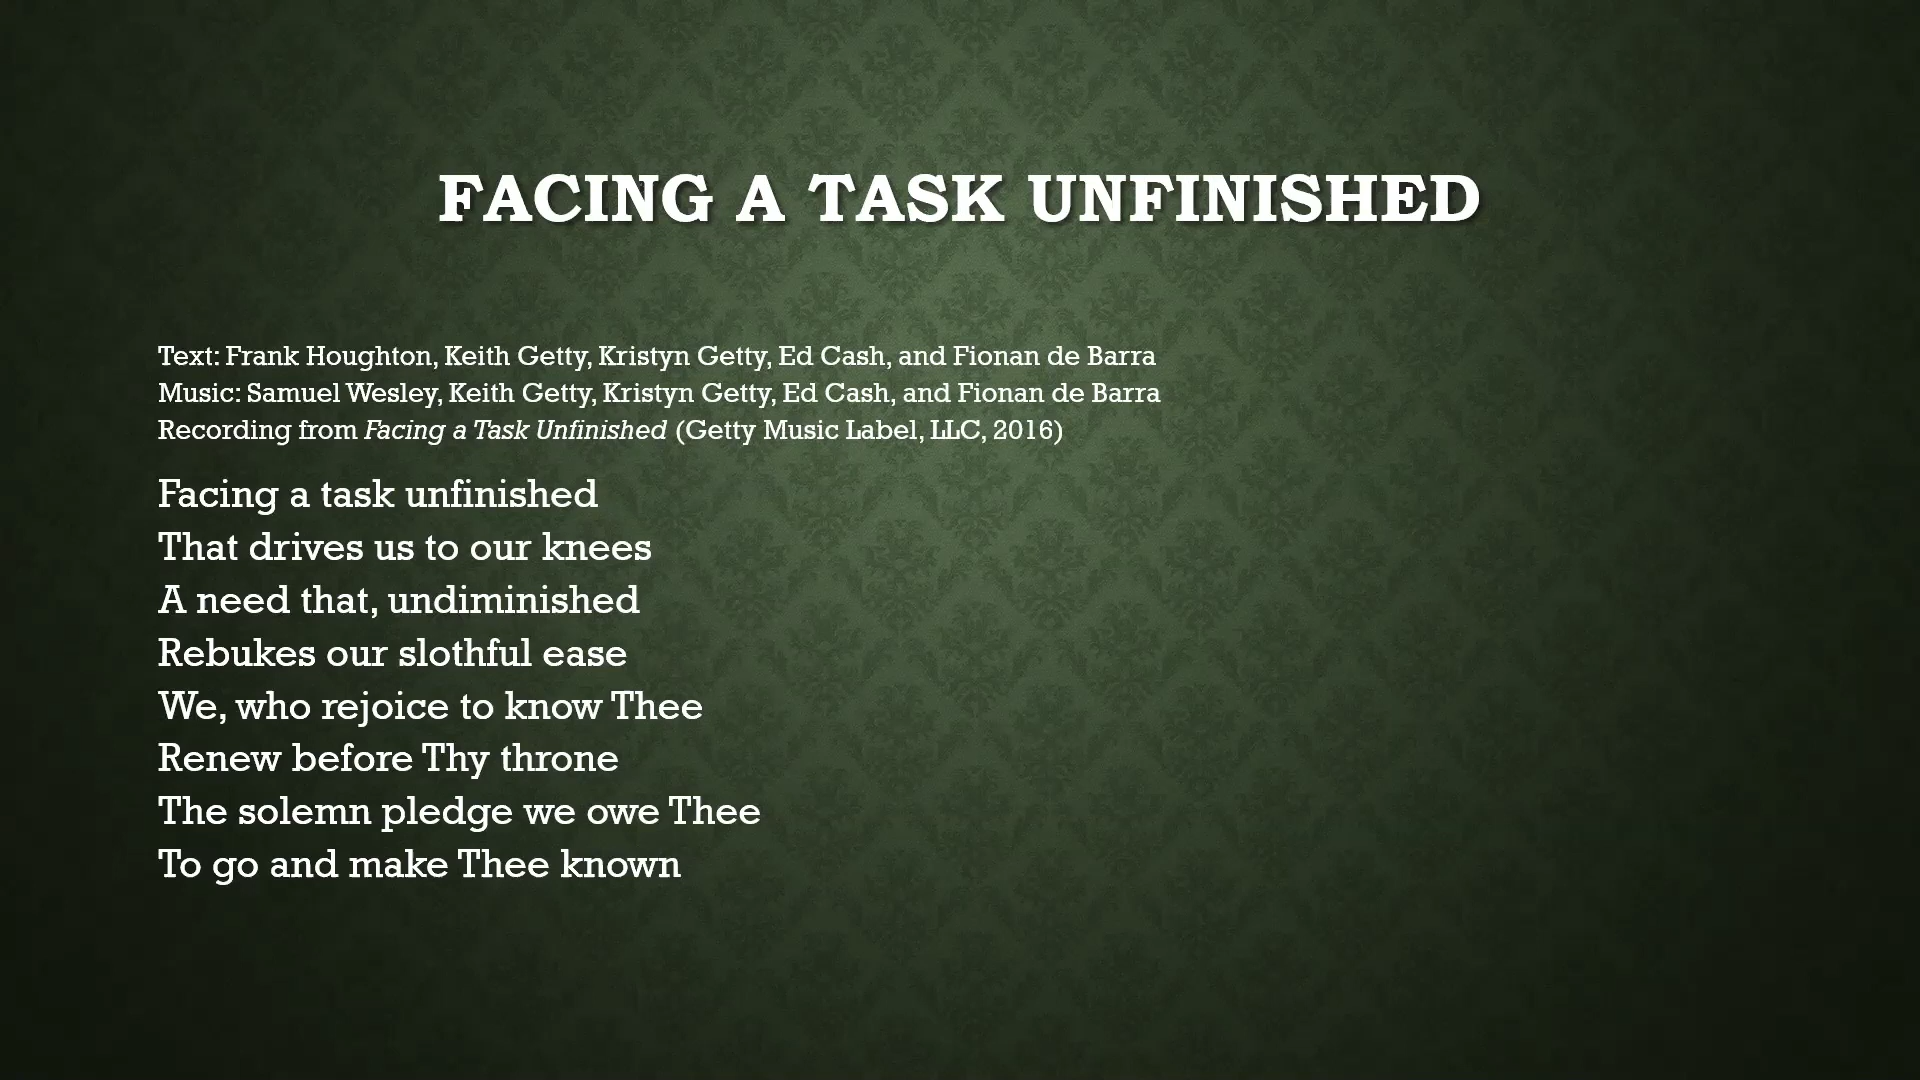 FACING A TASK UNFINISHED
Text: Frank Houghton, Keith Getty, Kristyn Getty, Ed Cash, and Fionan de Barra
Music: Samuel Wesley, Keith Getty, Kristyn Getty, Ed Cash, and Fionan de Barra
Recording from Facing a Task Unfinished (Getty Music Label, LLC, 2016)
Facing a task unfinished
That drives us to our knees
A need that, undiminished
Rebukes our slothful ease
We, who rejoice to know Thee
Renew before Thy throne
The solemn pledge we owe Thee
To go and make Thee known